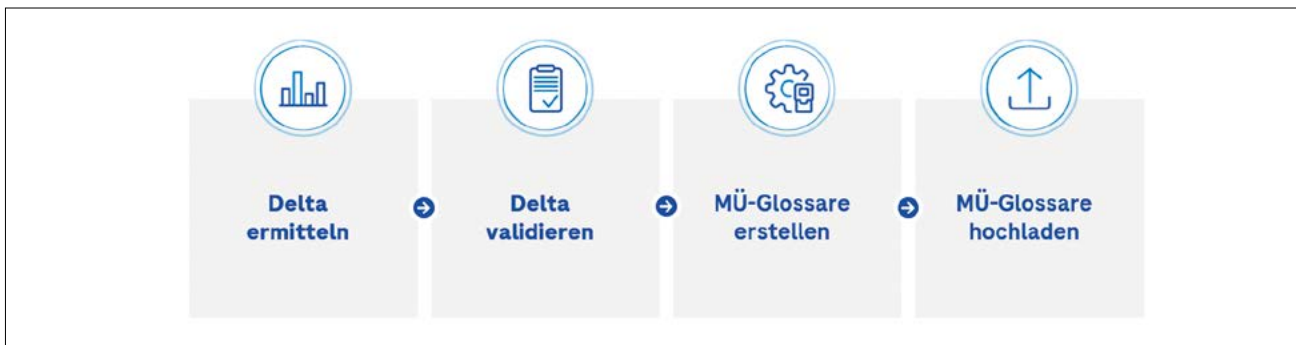 Delta
ermitteln
Delta
validieren
MÜ-Glossare
erstellen
MÜ-Glossare
hochladen